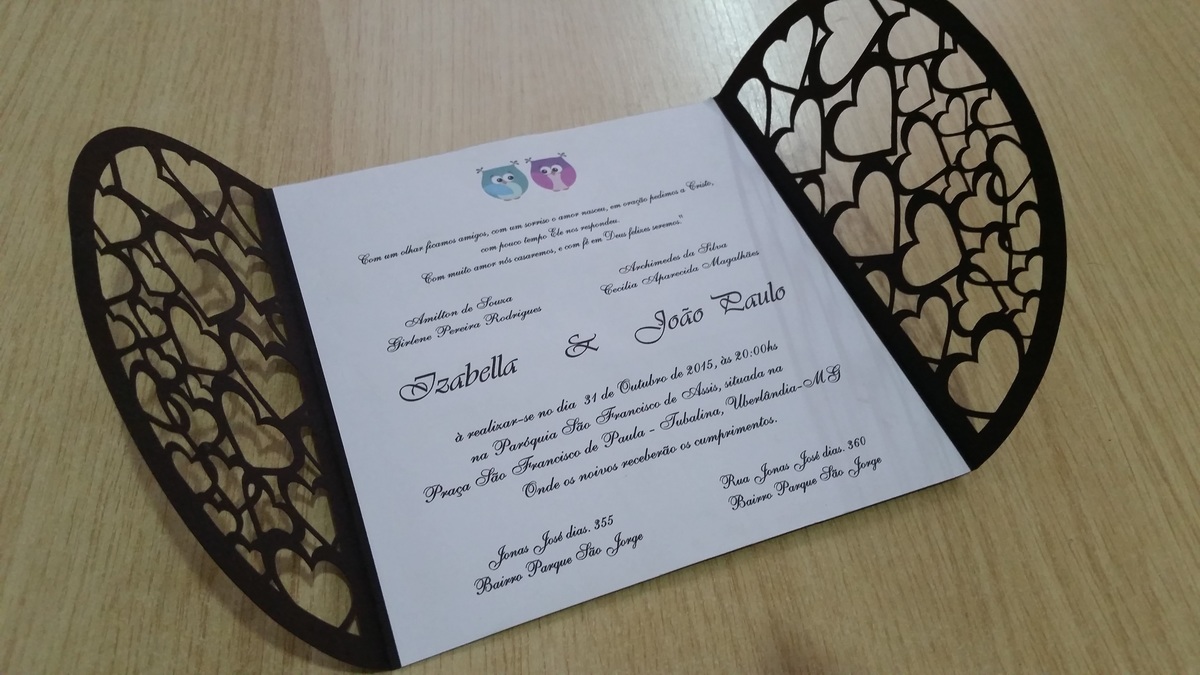 Com um olhar ficamos amigos, com um sorriso o amor nasceu, em oração pedimos a Cristo,
com pouco tempo Ele nos respondeu.
Com muito amor nós casaremos, e com fé em Deus felizes seremos."
Amilton de Souza
Girlene Pereira Rodrigues
Archimedes da Silva
Cecilia Aparecida Magalhães
Izabella & João Paulo
à realizar-se no dia 31 de Outubro de 2015, às 20:00hs
na Paróquia São Francisco de Assis, situada na
Praça São Francisco de Paula - Tubalina, Uberlândia-MG
Onde os noivos receberão os cumprimentos.
Jonas José dias. 355
Bairro Parque São Jorge
Rua Jonas José dias. 360
Bairro Parque São Jorge